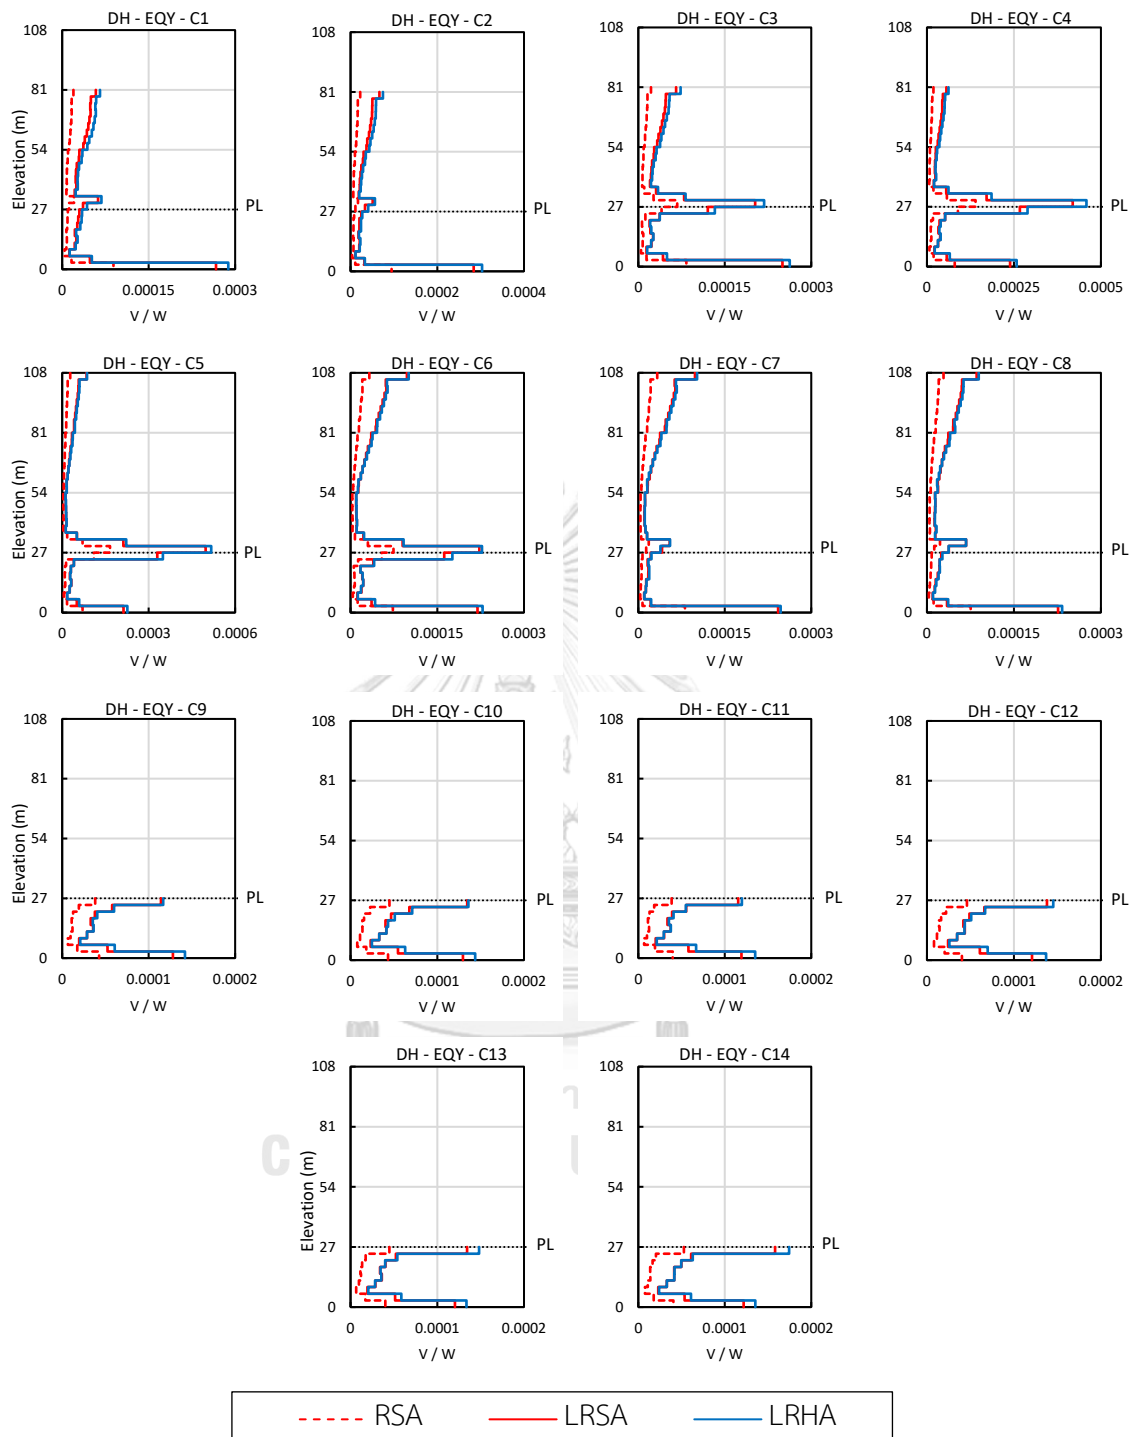 DH - EQY - C1
DH - EQY - C2
DH - EQY - C3
DH - EQY - C4
108
108
108
108
81
81
81
81
54
54
54
54
27
27
27
27
0
0
0
0
Elevation (m)
PL
PL
PL
PL
0 0.00015 0.0003
0 0.0002 0.0004
0 0.00015 0.0003
0 0.00025 0.0005
V / W
V / W
V / W
V / W
DH - EQY - C5
DH - EQY - C6
DH - EQY - C7
DH - EQY - C8
108
108
108
108
81
81
81
81
54
54
54
54
27
27
27
27
0
0
0
0
Elevation (m)
PL
PL
PL
PL
0 0.0003 0.0006
0 0.00015 0.0003
0 0.00015 0.0003
0 0.00015 0.0003
V / W
V / W
V / W
V / W
DH - EQY - C9
DH - EQY - C10
DH - EQY - C11
DH - EQY - C12
108
108
108
108
81
81
81
81
54
54
54
54
27
27
27
27
0
0
0
0
Elevation (m)
PL
PL
PL
PL
0 0.0001 0.0002
0 0.0001 0.0002
0 0.0001 0.0002
0 0.0001 0.0002
V / W
V / W
V / W
V / W
DH - EQY - C13
DH - EQY - C14
108
108
81
81
54
54
27
27
0
0
Elevation (m)
PL
PL
0 0.0001 0.0002
0 0.0001 0.0002
V / W
V / W
RSA LRSA LRHA